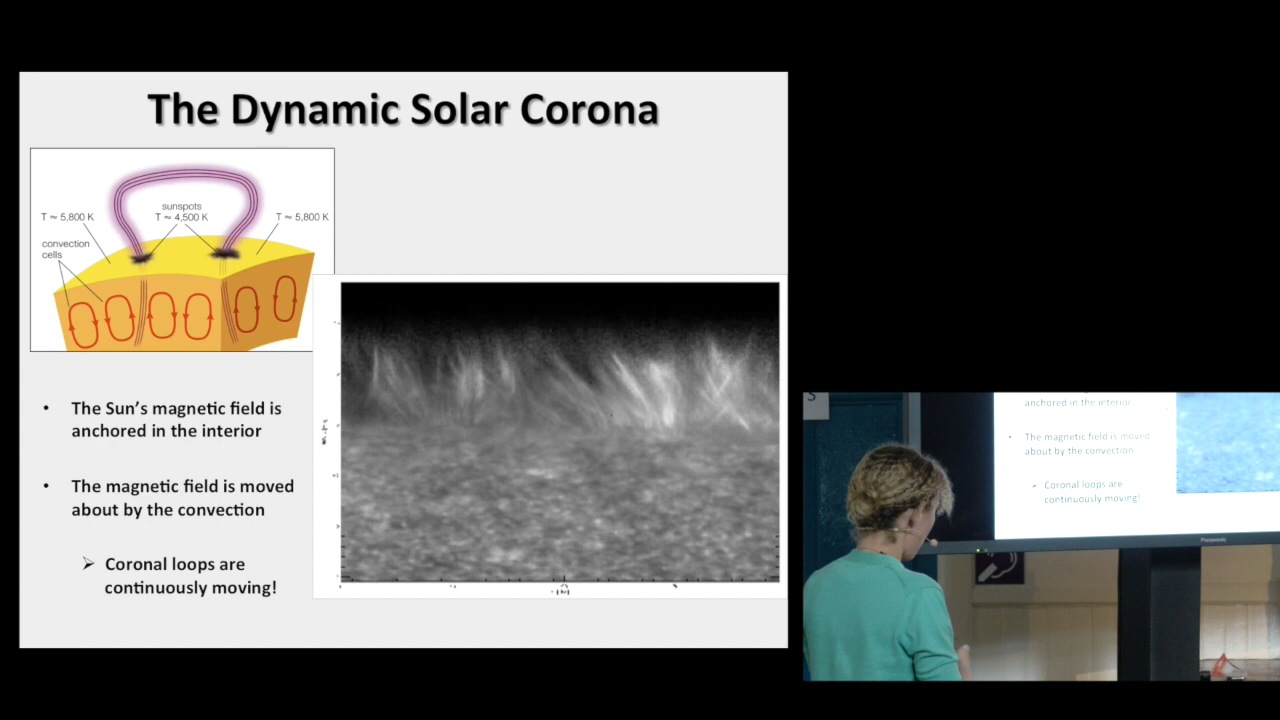 The Dynamic Solar Corona
sunspots
T ≈ 5,800 K
T ≈ 4,500 K
T ≈ 5,800 K
convection
cells
• The Sun's magnetic field is
anchored in the interior
• The magnetic field is moved
about by the convection
➢ Coronal loops are
continuously moving!
S
anchored in the interior
• The magnetic field is moved
about by the convection
➢ Coronal loops are
continuously moving!
Panasonic